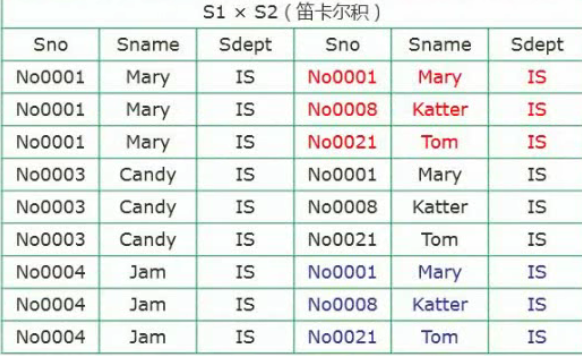 S1 × S2（笛卡尔积）
Sno Sname Sdept Sno Sname Sdept
No0001 Mary IS No0001 Mary IS
No0001 Mary IS No0008 Katter IS
No0001 Mary IS No0021 Tom IS
No0003 Candy IS No0001 Mary IS
No0003 Candy IS No0008 Katter IS
No0003 Candy IS No0021 Tom IS
No0004 Jam IS No0001 Mary IS
No0004 Jam IS No0008 Katter IS
No0004 Jam IS No0021 Tom IS